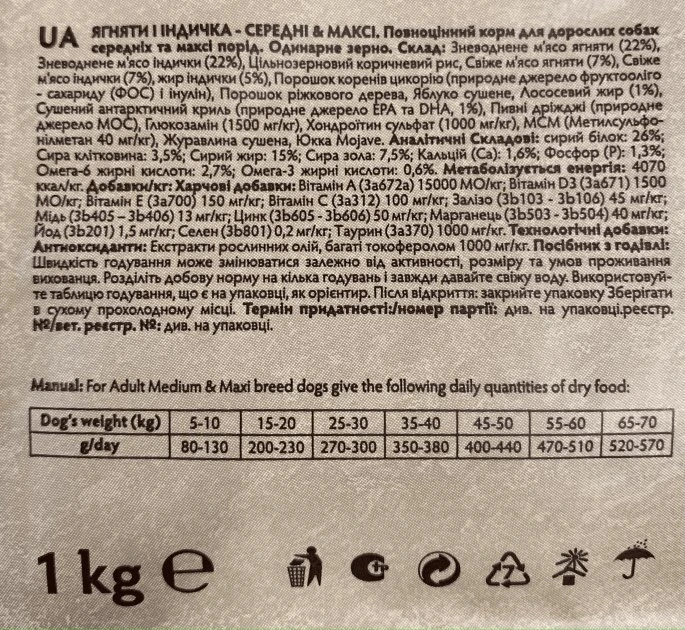 UA ЯГНЯТИ І ІНДИЧКА - СЕРЕДНІ & МАКСІ. Повноцінний корм для дорослих собак
середніх та максі порід. Одинарне зерно. Склад: Зневоднене м'ясо ягняти (22%),
Зневоднене м'ясо індички (22%), Цільнозерновий коричневий рис, Свіже м'ясо ягняти (7%), Свіже
м'ясо індички (7%), жир індички (5%), Порошок коренів цикорію (природне джерело фруктооліго
- сахариду (ФОС) і інулін), Порошок ріжкового дерева, Яблуко сушене, Лососевий жир (1%),
Сушений антарктичний криль (природне джерело EPA та DHA, 1%), Пивні дріжджі (природне
джерело МОС), Глюкозамін (1500 мг/кг), Хондроїтин сульфат (1000 мг/кг), МСМ (Метилсульфо-
нілметан 40 мг/кг), Журавлина сушена, Юкка Mojave. Аналітичні Складові: сирий білок: 26%;
Сира клітковина: 3,5%; Сирий жир: 15%; Сира зола: 7,5%; Кальцій (Ca): 1,6%; Фосфор (P): 1,3%;
Омега-6 жирні кислоти: 2,7%; Омега-3 жирні кислоти: 0,6%. Метаболізується енергія: 4070
ккал/кг. Добавки/кг: Харчові добавки: Вітамін А (3a672a) 15000 МО/кг; Вітамін D3 (3a671) 1500
МО/кг; Вітамін Е (3a700) 150 мг/кг; Вітамін С (3a312) 100 мг/кг; Залізо (3b103 - 3b106) 45 мг/кг;
Мідь (3b405 – 3b406) 13 мг/кг; Цинк (3b605 - 3b606) 50 мг/кг; Марганець (3b503 - 3b504) 40 мг/кг;
Йод (3b201) 1,5 мг/кг; Селен (3b801) 0,2 мг/кг; Таурин (3a370) 1000 мг/кг. Технологічні добавки:
Антиоксиданти: Екстракти рослинних олій, багаті токоферолом 1000 мг/кг. Посібник з годівлі:
Швидкість годування може змінюватися залежно від активності, розміру та умов проживання
вихованця. Розділіть добову норму на кілька годувань і завжди давайте свіжу воду. Використовуй-
те таблицю годування, що є на упаковці, як орієнтир. Після відкриття: закрийте упаковку Зберігати
в сухому прохолодному місці. Термін придатності:/номер партії: див. на упаковці.реєстр.
№/вет. реєстр. №: див. на упаковці.
Manual: For Adult Medium & Maxi breed dogs give the following daily quantities of dry food:
Dog's weight (kg) 5-10 15-20 25-30 35-40 45-50 55-60 65-70
g/day 80-130 200-230 270-300 350-380 400-440 470-510 520-570
1 kg ℮
7